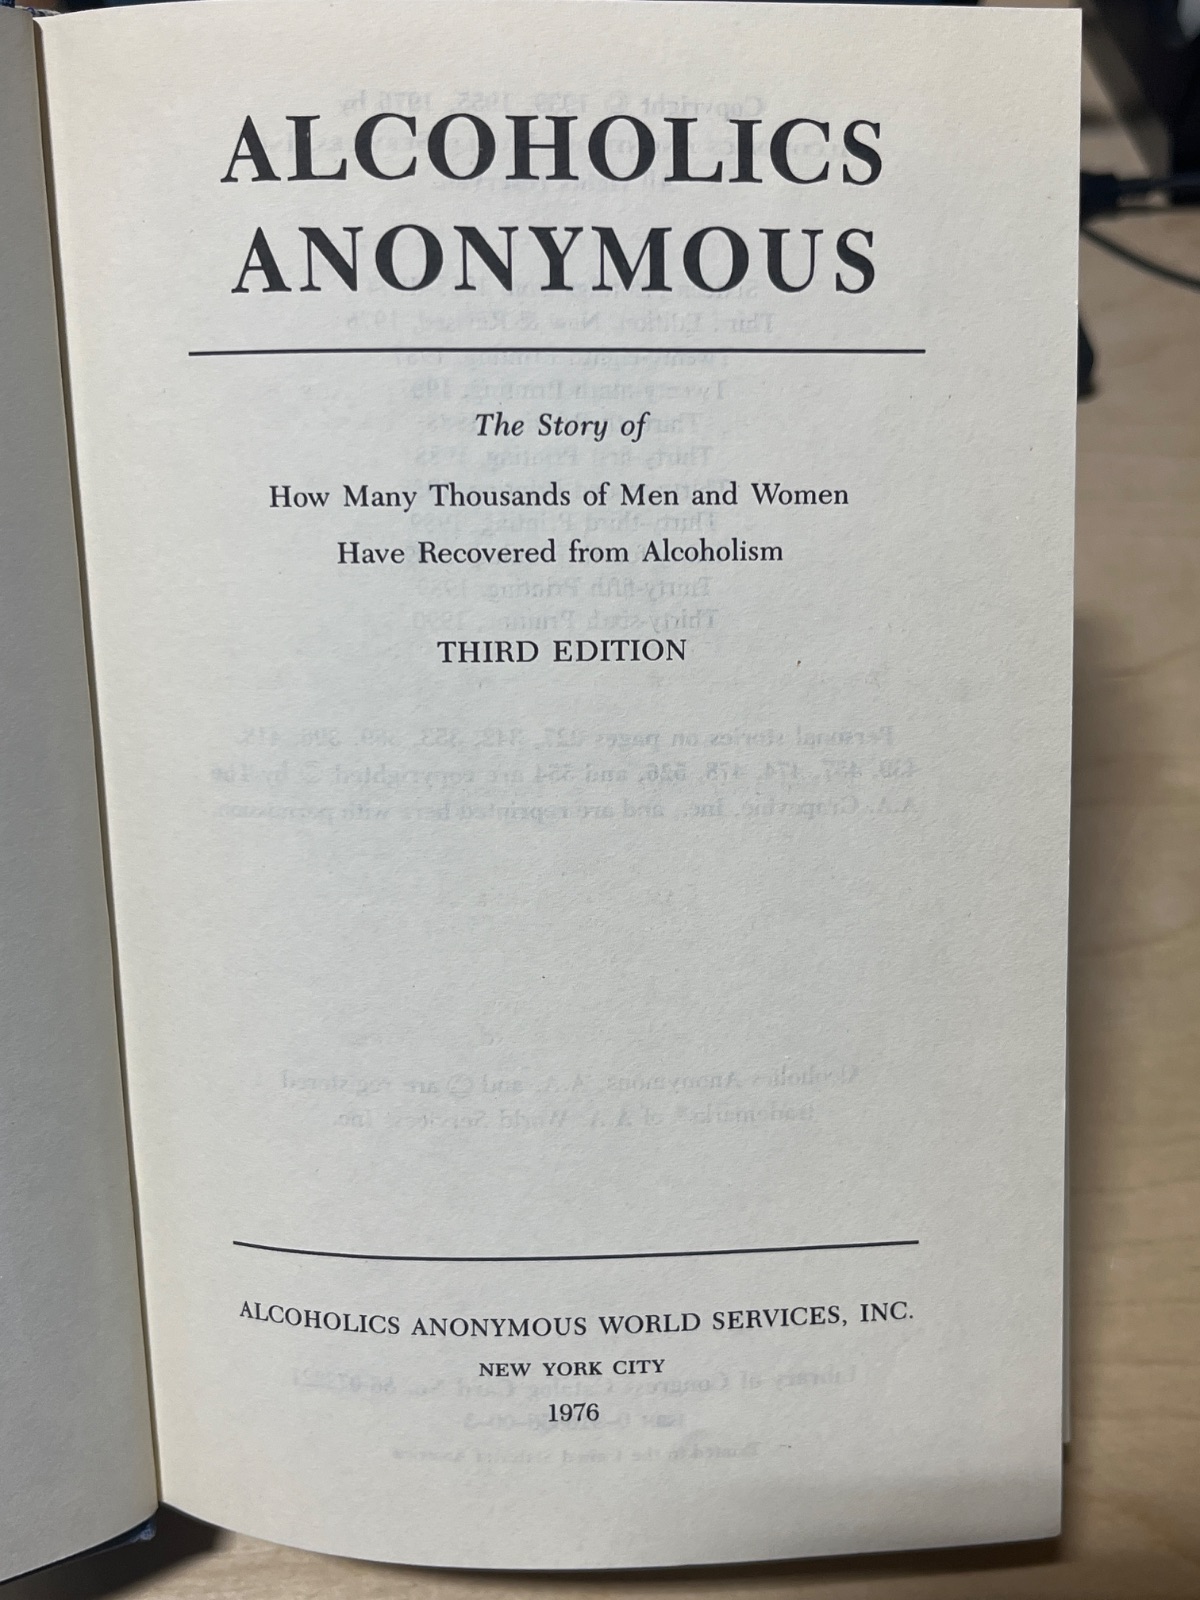 ALCOHOLICS
ANONYMOUS
The Story of
How Many Thousands of Men and Women
Have Recovered from Alcoholism
THIRD EDITION
ALCOHOLICS ANONYMOUS WORLD SERVICES, INC.
NEW YORK CITY
1976